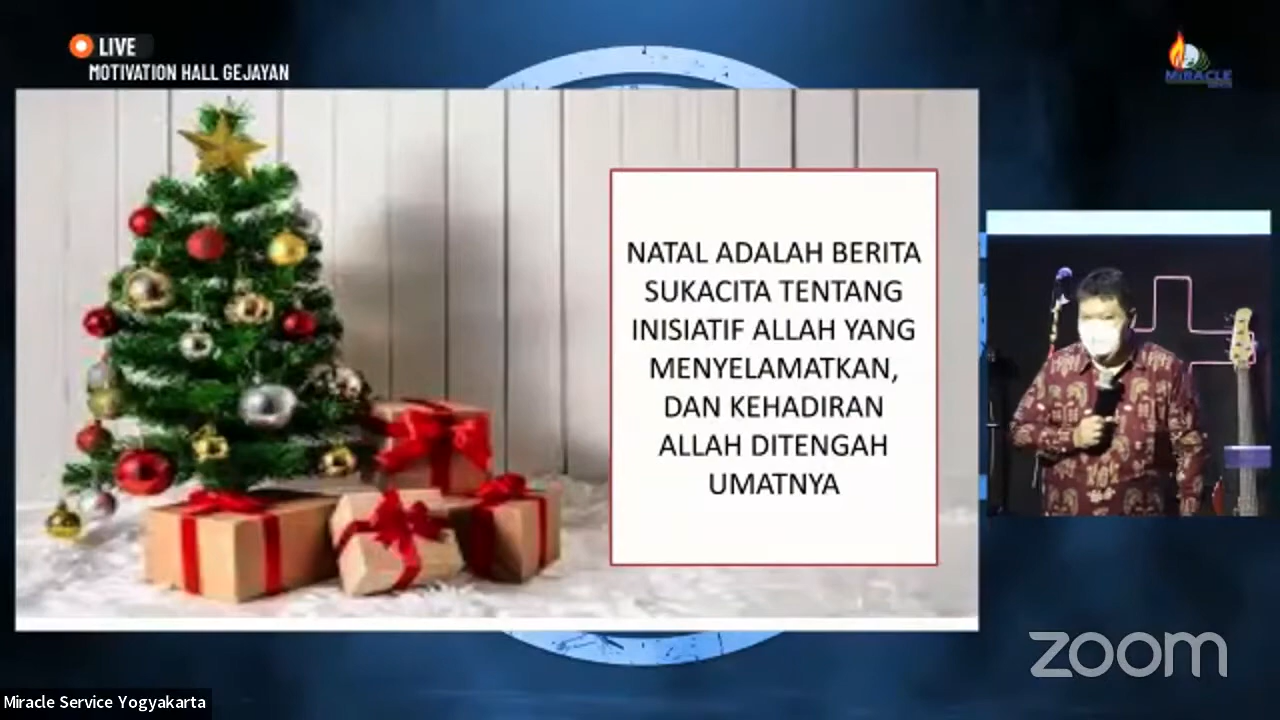 LIVE
MOTIVATION HALL GEJAYAN
MIRACLE
NATAL ADALAH BERITA
SUKACITA TENTANG
INISIATIF ALLAH YANG
MENYELAMATKAN,
DAN KEHADIRAN
ALLAH DITENGAH
UMATNYA
zoom
Miracle Service Yogyakarta